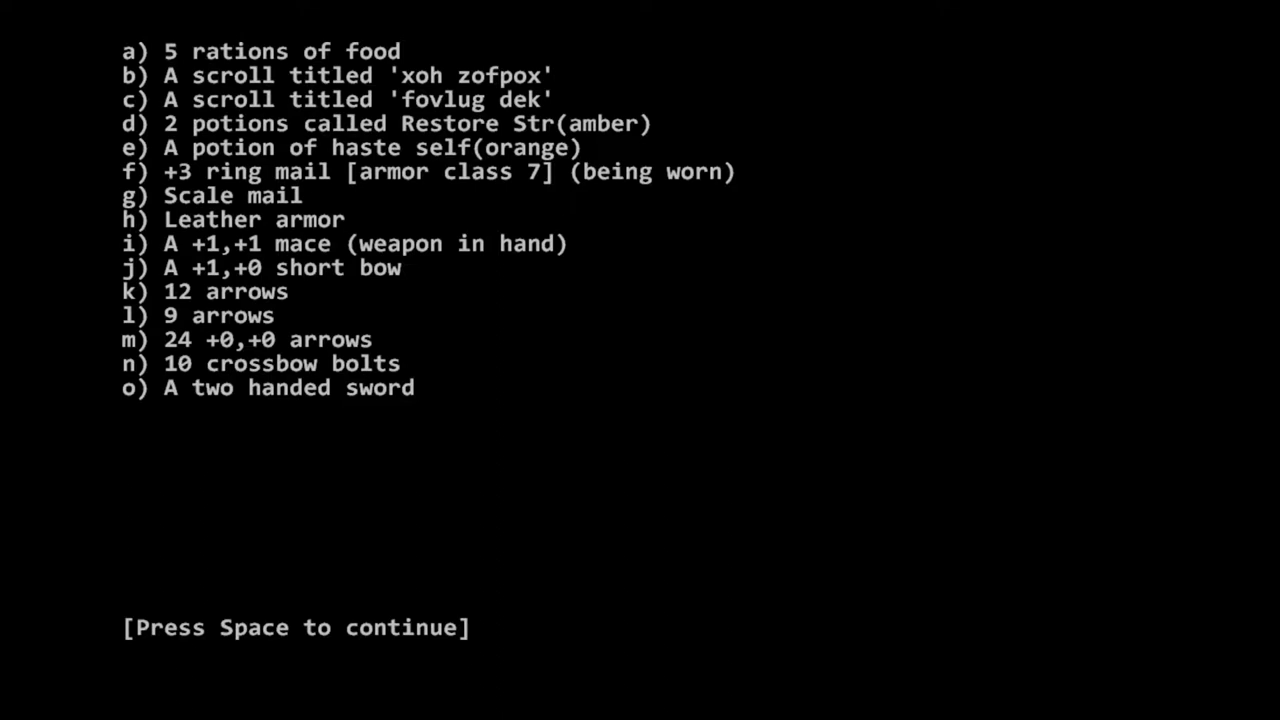 a) 5 rations of food
b) A scroll titled 'xoh zofpox'
c) A scroll titled 'fovlug dek'
d) 2 potions called Restore Str(amber)
e) A potion of haste self(orange)
f) +3 ring mail [armor class 7] (being worn)
g) Scale mail
h) Leather armor
i) A +1,+1 mace (weapon in hand)
j) A +1,+0 short bow
k) 12 arrows
l) 9 arrows
m) 24 +0,+0 arrows
n) 10 crossbow bolts
o) A two handed sword
[Press Space to continue]